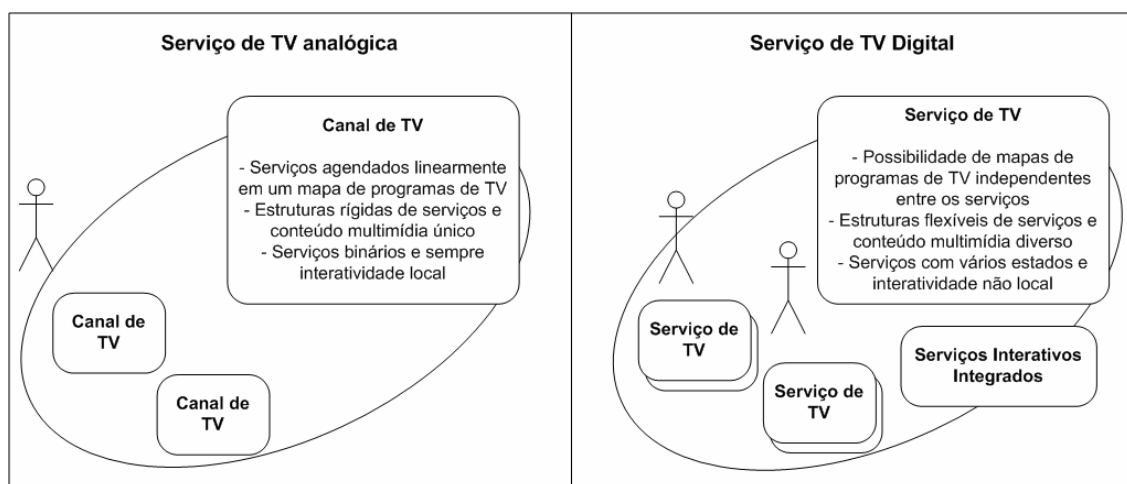 Serviço de TV analógica
Canal de TV
- Serviços agendados linearmente
em um mapa de programas de TV
- Estruturas rígidas de serviços e
conteúdo multimídia único
- Serviços binários e sempre
interatividade local
Canal de
TV
Canal de
TV
Serviço de TV Digital
Serviço de TV
- Possibilidade de mapas de
programas de TV independentes
entre os serviços
- Estruturas flexíveis de serviços e
conteúdo multimídia diverso
- Serviços com vários estados e
interatividade não local
Serviço de
TV
Serviço de
TV
Serviços Interativos
Integrados